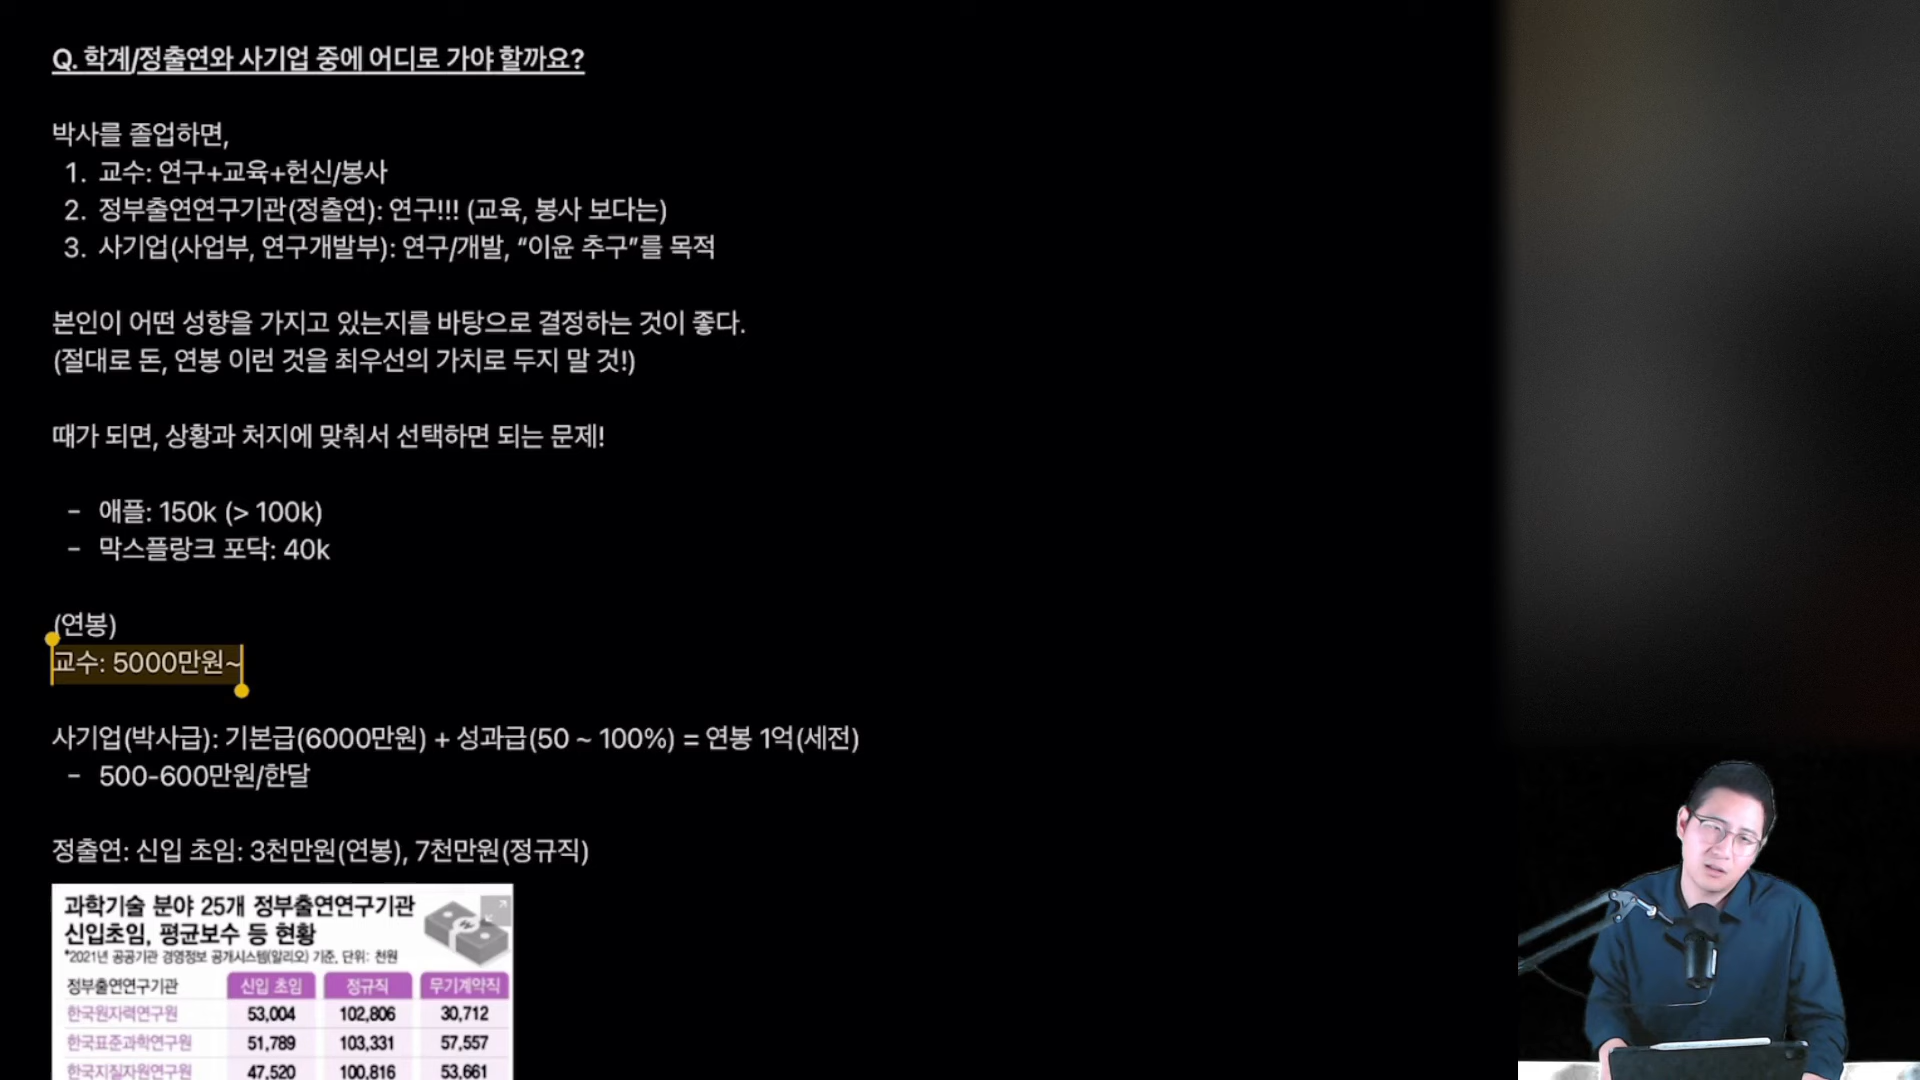 Q. 학계/정출연와 사기업 중에 어디로 가야 할까요?
박사를 졸업하면,
1. 교수: 연구+교육+헌신/봉사
2. 정부출연연구기관(정출연): 연구!!! (교육, 봉사 보다는)
3. 사기업(사업부, 연구개발부): 연구/개발, “이윤 추구”를 목적
본인이 어떤 성향을 가지고 있는지를 바탕으로 결정하는 것이 좋다.
(절대로 돈, 연봉 이런 것을 최우선의 가치로 두지 말 것!)
때가 되면, 상황과 처지에 맞춰서 선택하면 되는 문제!
- 애플: 150k (> 100k)
- 막스플랑크 포닥: 40k
(연봉)
교수: 5000만원~
사기업(박사급): 기본급(6000만원) + 성과급(50 ~ 100%) = 연봉 1억(세전)
- 500-600만원/한달
정출연: 신입 초임: 3천만원(연봉), 7천만원(정규직)
과학기술 분야 25개 정부출연연구기관
신입초임, 평균보수 등 현황
*2021년 공공기관 경영정보 공개시스템(알리오) 기준, 단위: 천원
정부출연연구기관 신입 초임 정규직 무기계약직
한국원자력연구원 53,004 102,806 30,712
한국표준과학연구원 51,789 103,331 57,557
한국지질자원연구원 47,520 100,816 53,661